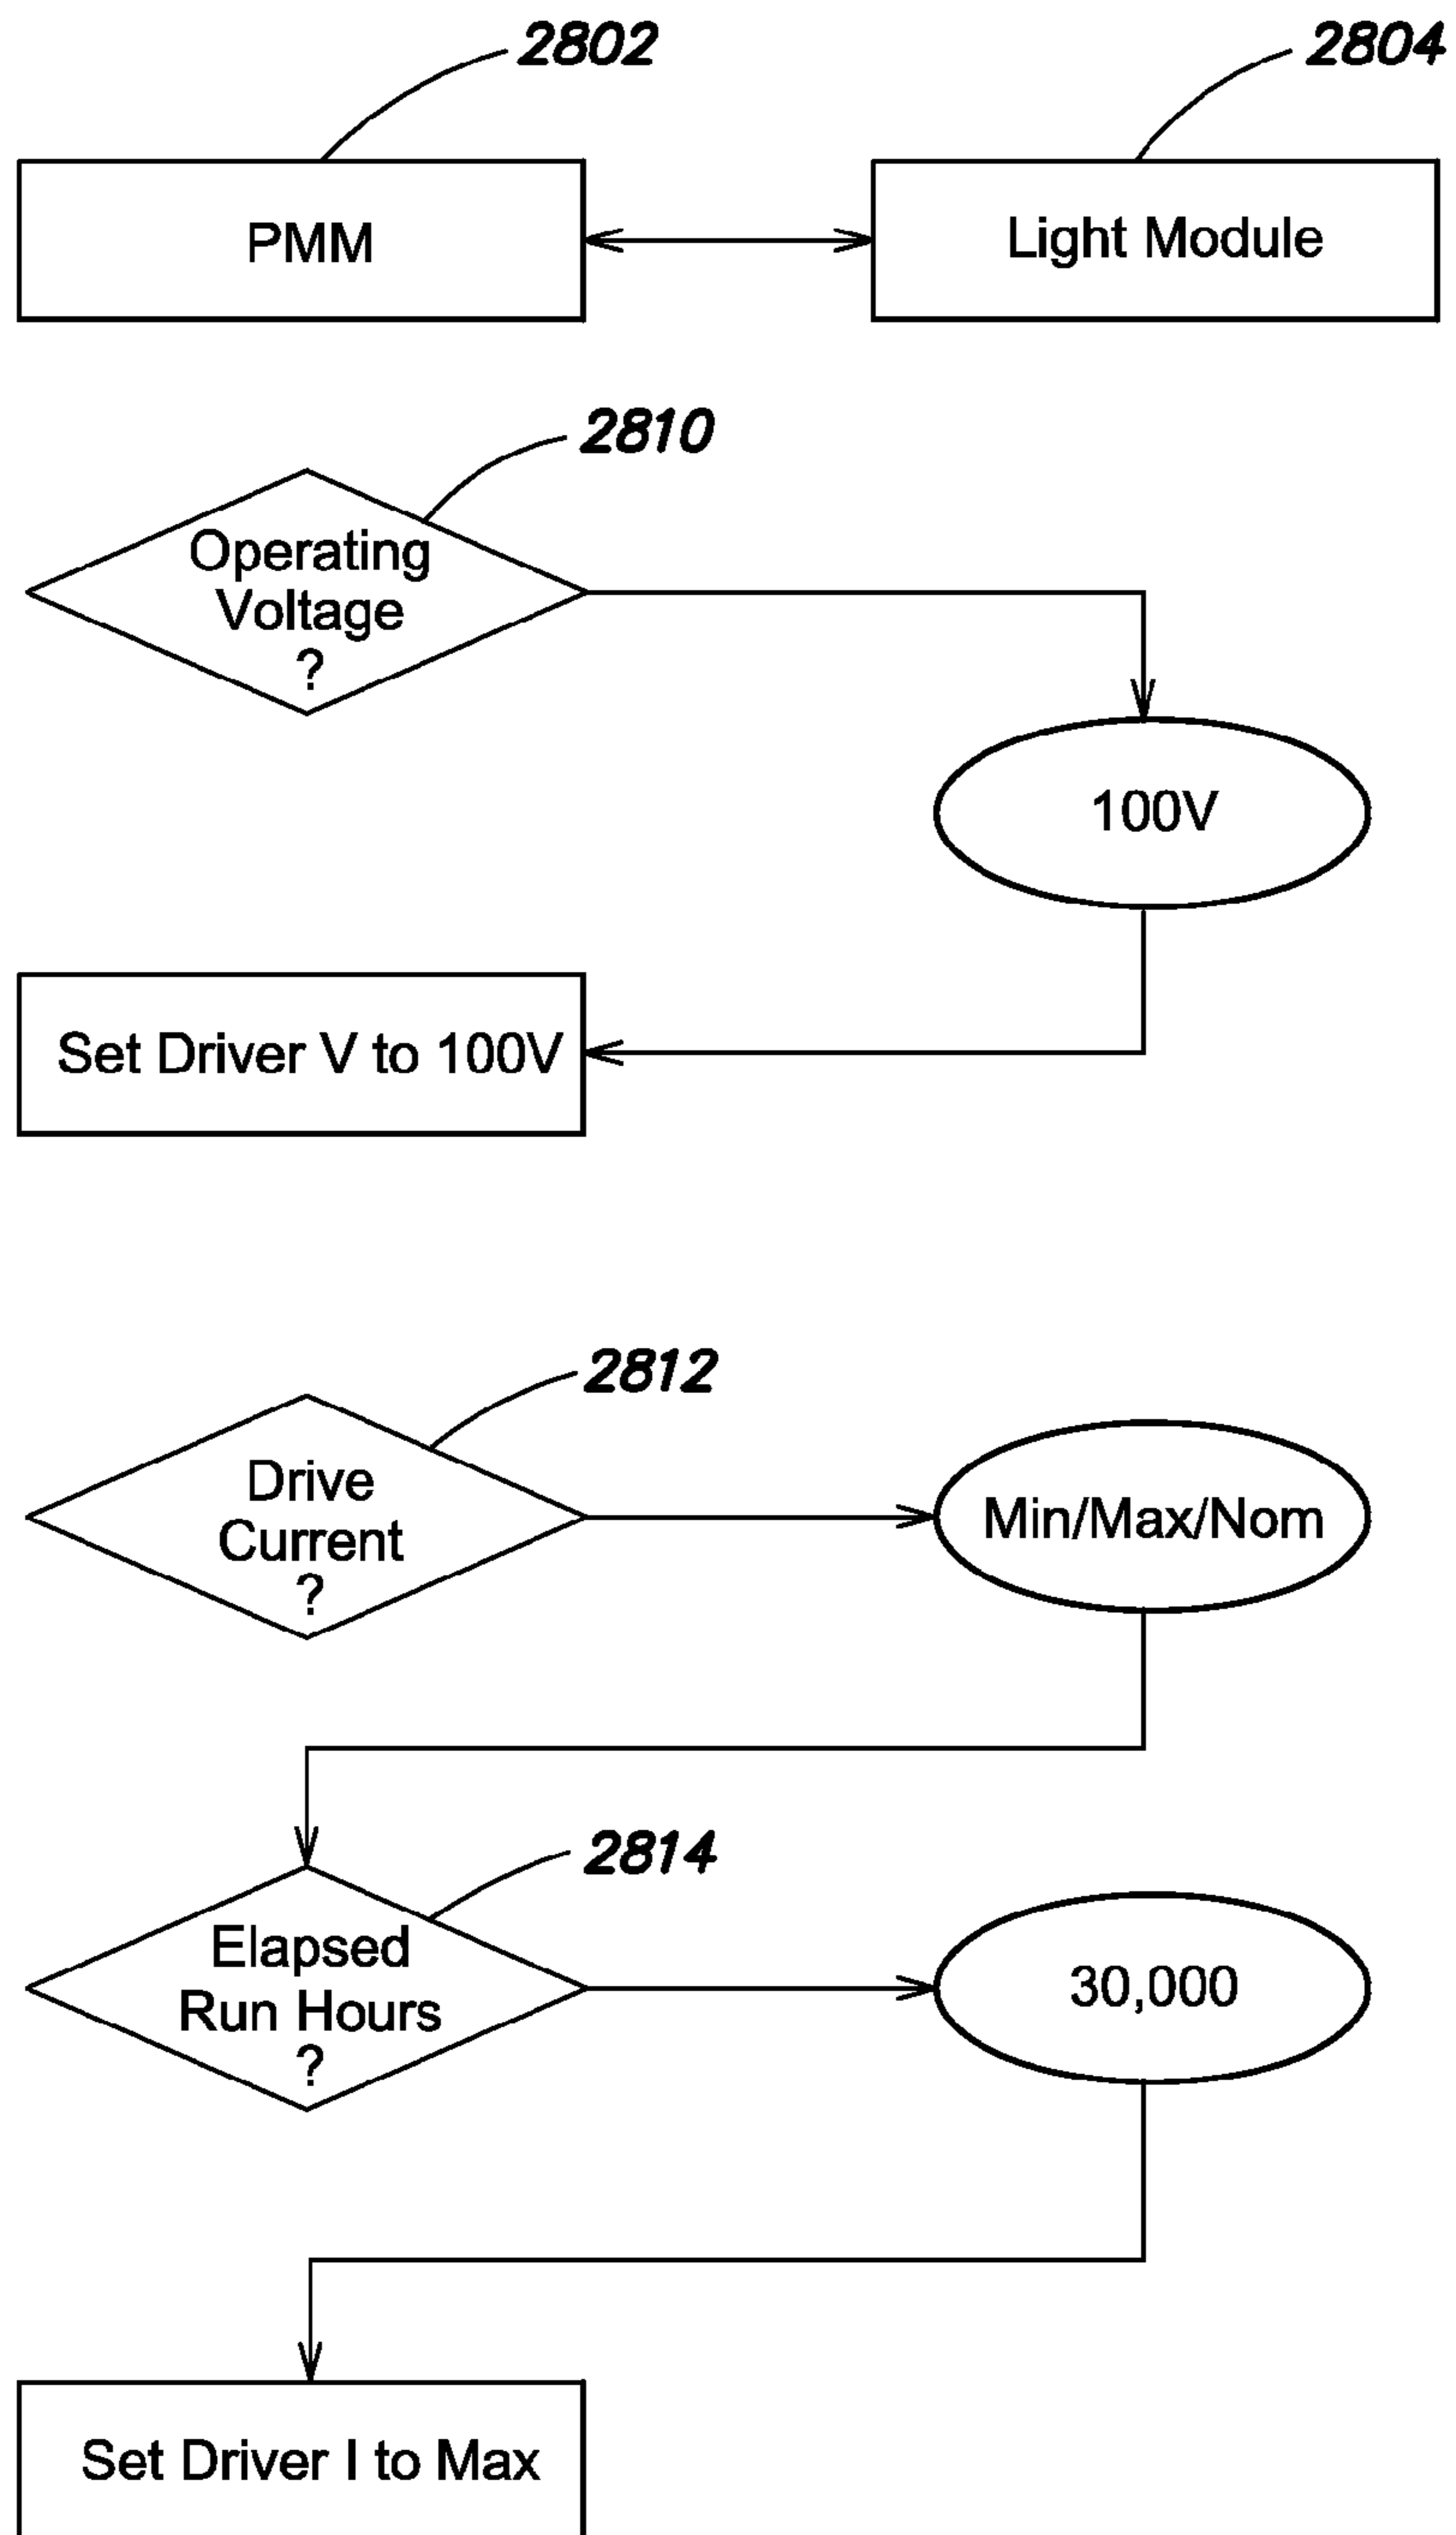 2802
2804
PMM
Light Module
2810
Operating
Voltage
?
100V
Set Driver V to 100V
2812
Drive
Current
?
Min/Max/Nom
2814
Elapsed
Run Hours
?
30,000
Set Driver I to Max